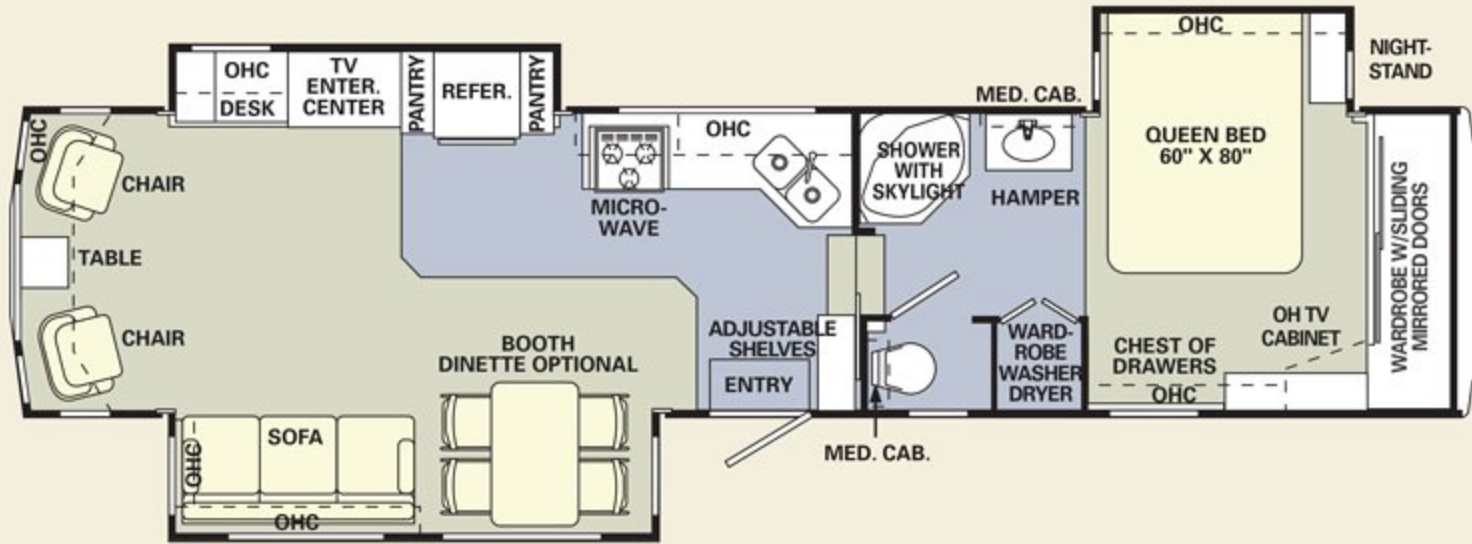 OHC
NIGHT-
STAND
OHC
DESK
TV
ENTER.
CENTER
PANTRY
REFER.
PANTRY
MED. CAB.
OHC
CHAIR
OHC
SHOWER
WITH
SKYLIGHT
HAMPER
QUEEN BED
60" X 80"
MICRO-
WAVE
TABLE
WARDROBE W/SLIDING
MIRRORED DOORS
CHAIR
BOOTH
DINETTE OPTIONAL
ADJUSTABLE
SHELVES
ENTRY
WARD-
ROBE
WASHER
DRYER
CHEST OF
DRAWERS
OHC
OH TV
CABINET
SOFA
OHC
OHC
MED. CAB.